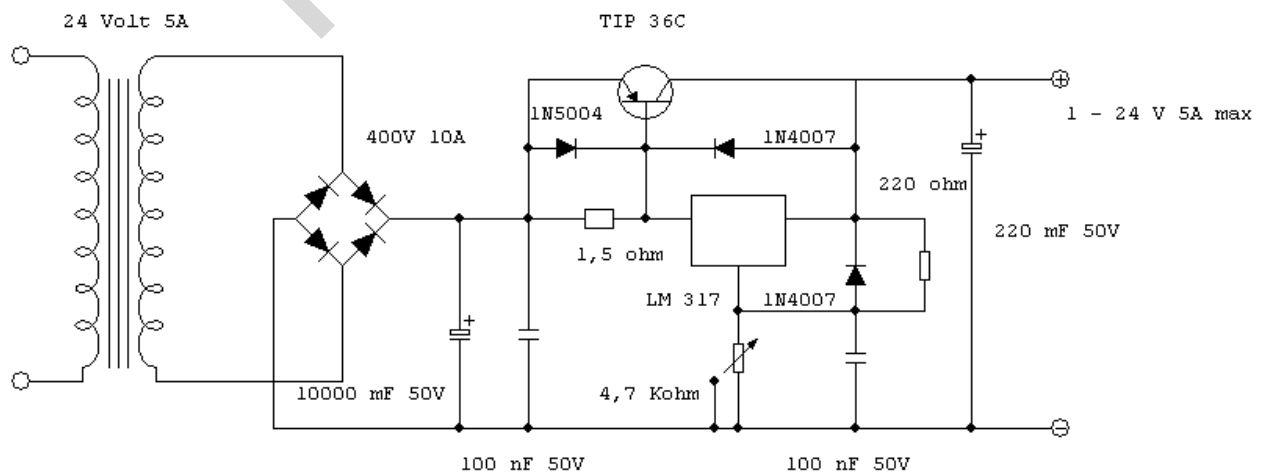 24 Volt 5A
TIP 36C
1N5004
400V 10A
1N4007
1 - 24 V 5A max
220 ohm
+
220 mF 50V
1,5 ohm
LM 317
1N4007
+
10000 mF 50V
4,7 Kohm
100 nF 50V
100 nF 50V